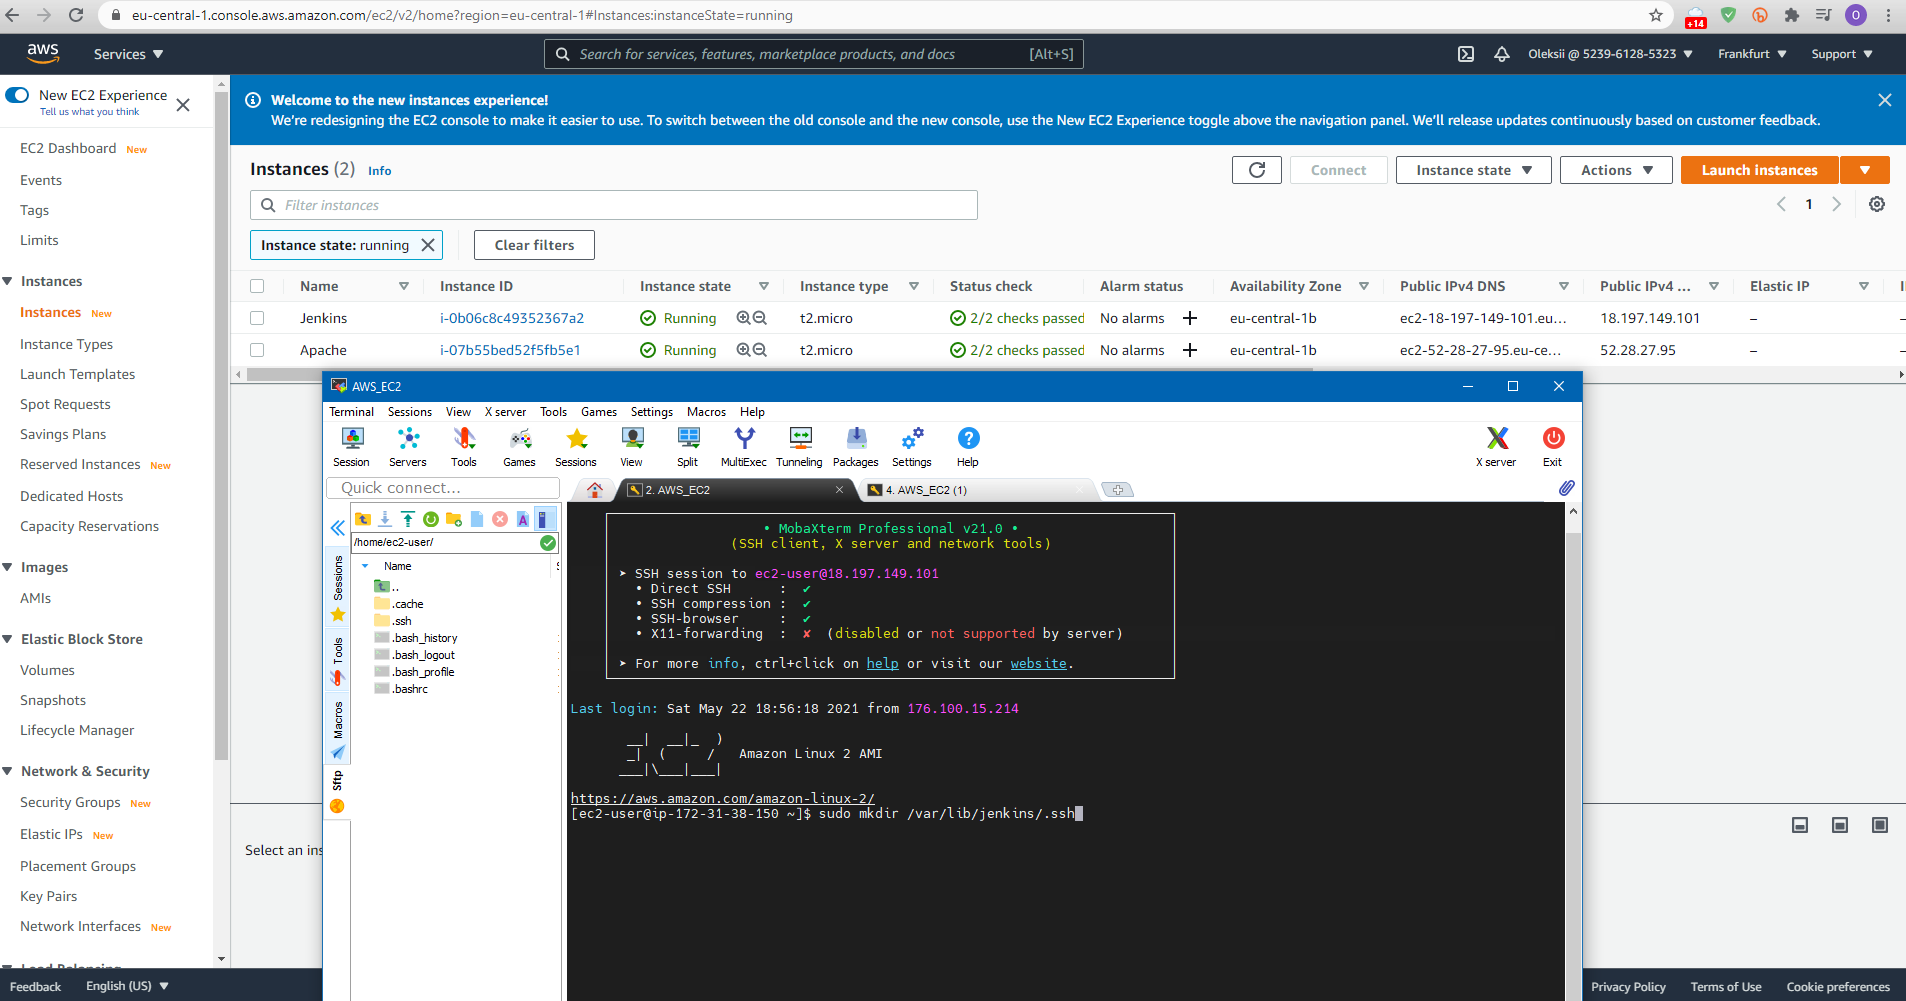 eu-central-1.console.aws.amazon.com/ec2/v2/home?region=eu-central-1#Instances:instanceState=running
+14
O
aws
Services
Search for services, features, marketplace products, and docs
[Alt+S]
Oleksii @ 5239-6128-5323
Frankfurt
Support
New EC2 Experience
Tell us what you think
EC2 Dashboard New
Events
Tags
Limits
Instances
Instances New
Instance Types
Launch Templates
Spot Requests
Savings Plans
Reserved Instances New
Dedicated Hosts
Capacity Reservations
Images
AMIs
Elastic Block Store
Volumes
Snapshots
Lifecycle Manager
Network & Security
Security Groups New
Elastic IPs New
Placement Groups
Key Pairs
Network Interfaces New
Load Balancing
Welcome to the new instances experience!
We're redesigning the EC2 console to make it easier to use. To switch between the old console and the new console, use the New EC2 Experience toggle above the navigation panel. We'll release updates continuously based on customer feedback.
Instances (2) Info
Connect
Instance state
Actions
Launch instances
Filter instances
1
Instance state: running
Clear filters
Name Instance ID Instance state Instance type Status check Alarm status Availability Zone Public IPv4 DNS Public IPv4 ... Elastic IP
Jenkins i-0b06c8c49352367a2 Running t2.micro 2/2 checks passed No alarms + eu-central-1b ec2-18-197-149-101.eu... 18.197.149.101 –
Apache i-07b55bed52f5fb5e1 Running t2.micro 2/2 checks passed No alarms + eu-central-1b ec2-52-28-27-95.eu-ce... 52.28.27.95 –
Select an ins
AWS_EC2
Terminal Sessions View X server Tools Games Settings Macros Help
Session Servers Tools Games Sessions View Split MultiExec Tunneling Packages Settings Help X server Exit
Quick connect...
2. AWS_EC2
4. AWS_EC2 (1)
/home/ec2-user/
Name
..
.cache
.ssh
.bash_history
.bash_logout
.bash_profile
.bashrc
Sessions
Tools
Macros
Sftp
• MobaXterm Professional v21.0 •
(SSH client, X server and network tools)
➤ SSH session to ec2-user@18.197.149.101
• Direct SSH : ✔
• SSH compression : ✔
• SSH-browser : ✔
• X11-forwarding : ✘ (disabled or not supported by server)
➤ For more info, ctrl+click on help or visit our website.
Last login: Sat May 22 18:56:18 2021 from 176.100.15.214
__| __|_ )
_| ( / Amazon Linux 2 AMI
___|\___|___|
https://aws.amazon.com/amazon-linux-2/
[ec2-user@ip-172-31-38-150 ~]$ sudo mkdir /var/lib/jenkins/.ssh
Feedback
English (US)
Privacy Policy
Terms of Use
Cookie preferences